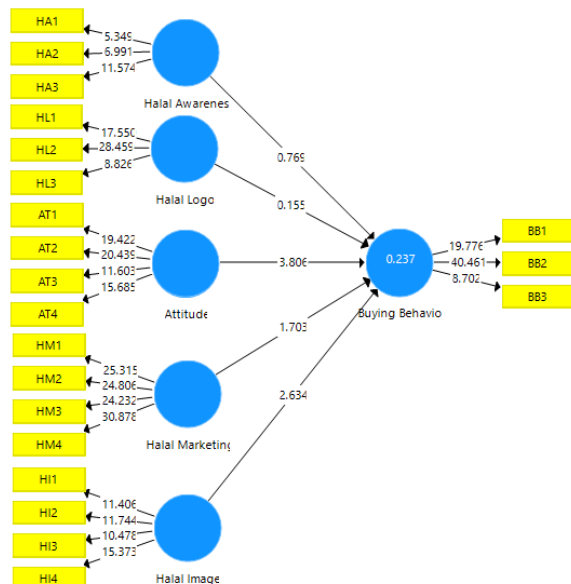 HA1
5.349
HA2
6.991
HA3
11.574
Halal Awarenes
HL1
17.550
HL2
28.459
HL3
8.826
Halal Logo
AT1
19.422
AT2
20.439
AT3
11.603
AT4
15.685
Attitude
HM1
25.315
HM2
24.806
HM3
24.232
HM4
30.878
Halal Marketing
HI1
11.406
HI2
11.744
HI3
10.478
HI4
15.373
Halal Image
0.769
0.155
3.806
1.703
2.634
0.237
Buying Behavio
19.776
BB1
40.461
BB2
8.702
BB3